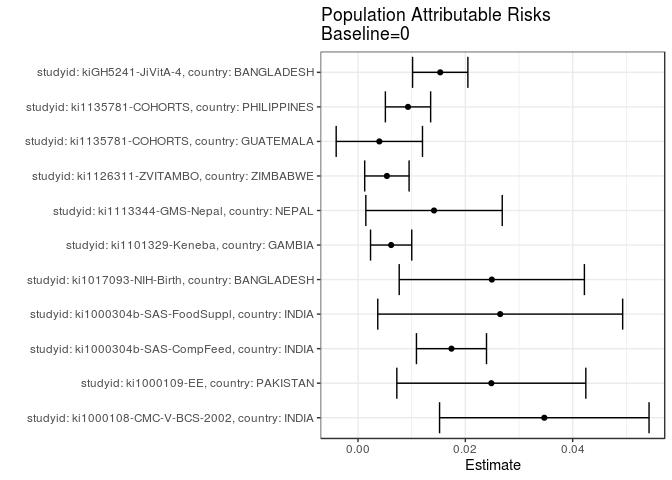 Population Attributable Risks
Baseline=0
studyid: kiGH5241-JiVitA-4, country: BANGLADESH
studyid: ki1135781-COHORTS, country: PHILIPPINES
studyid: ki1135781-COHORTS, country: GUATEMALA
studyid: ki1126311-ZVITAMBO, country: ZIMBABWE
studyid: ki1113344-GMS-Nepal, country: NEPAL
studyid: ki1101329-Keneba, country: GAMBIA
studyid: ki1017093-NIH-Birth, country: BANGLADESH
studyid: ki1000304b-SAS-FoodSuppl, country: INDIA
studyid: ki1000304b-SAS-CompFeed, country: INDIA
studyid: ki1000109-EE, country: PAKISTAN
studyid: ki1000108-CMC-V-BCS-2002, country: INDIA
0.00 0.02 0.04
Estimate